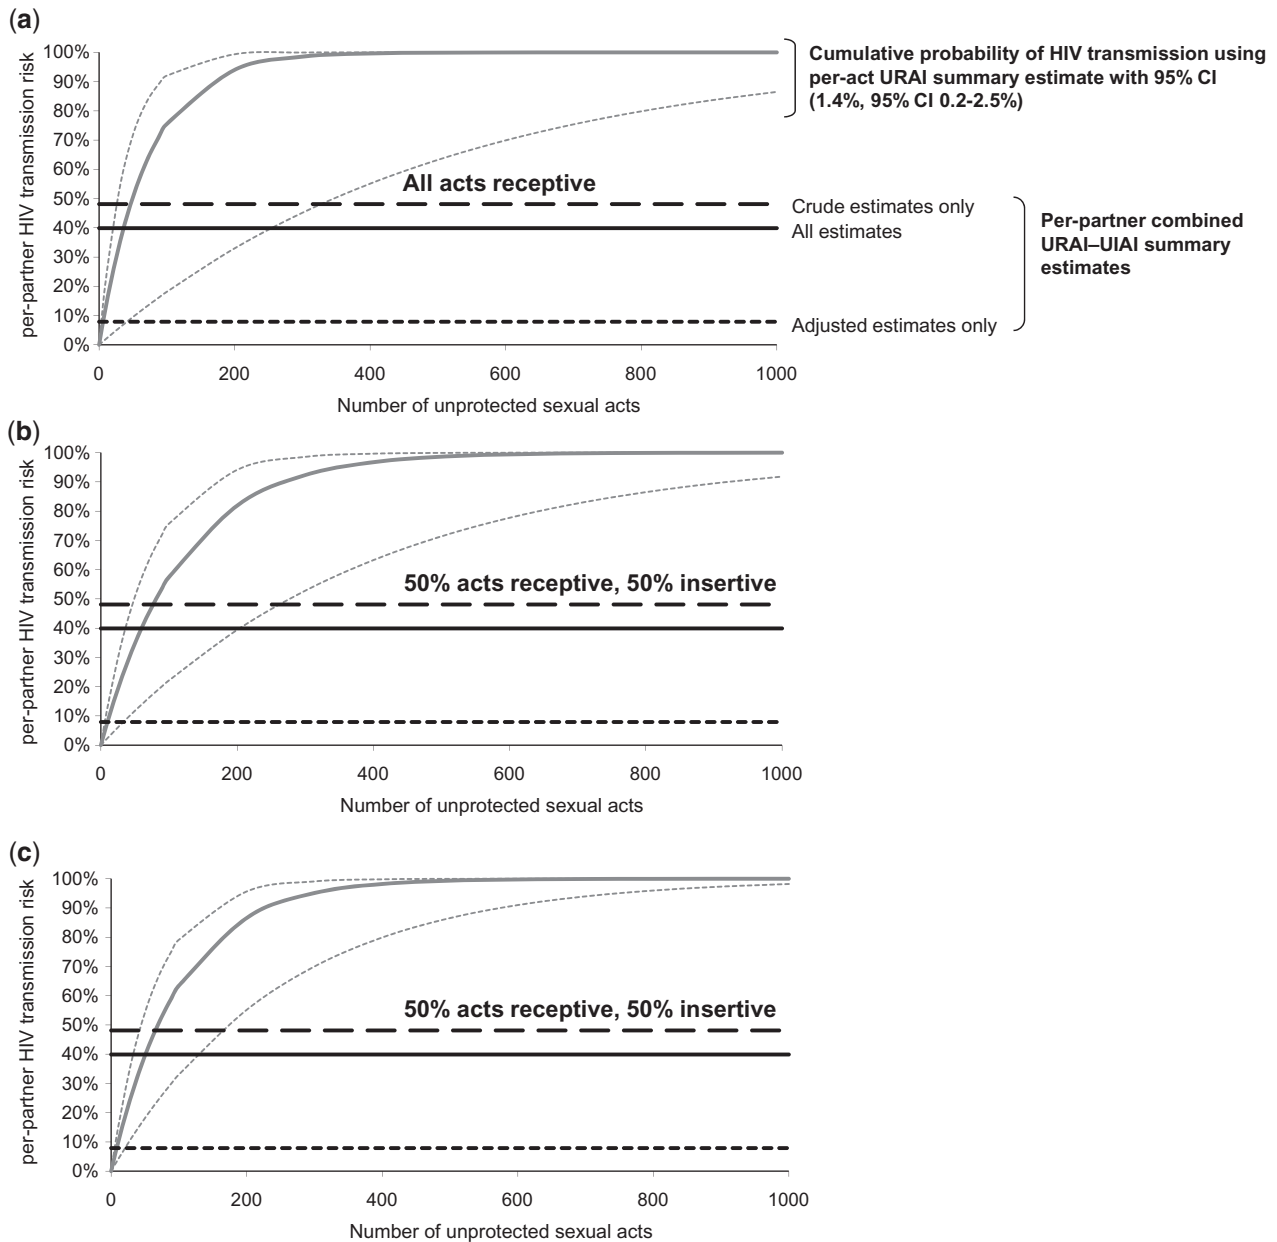 (a)
per-partner HIV transmission risk
100%
90%
80%
70%
60%
50%
40%
30%
20%
10%
0%
0 200 400 600 800 1000
Number of unprotected sexual acts
All acts receptive
Cumulative probability of HIV transmission using
per-act URAI summary estimate with 95% CI
(1.4%, 95% CI 0.2-2.5%)
Crude estimates only
All estimates
Adjusted estimates only
Per-partner combined
URAI–UIAI summary
estimates
(b)
per-partner HIV transmission risk
100%
90%
80%
70%
60%
50%
40%
30%
20%
10%
0%
0 200 400 600 800 1000
Number of unprotected sexual acts
50% acts receptive, 50% insertive
(c)
per-partner HIV transmission risk
100%
90%
80%
70%
60%
50%
40%
30%
20%
10%
0%
0 200 400 600 800 1000
Number of unprotected sexual acts
50% acts receptive, 50% insertive